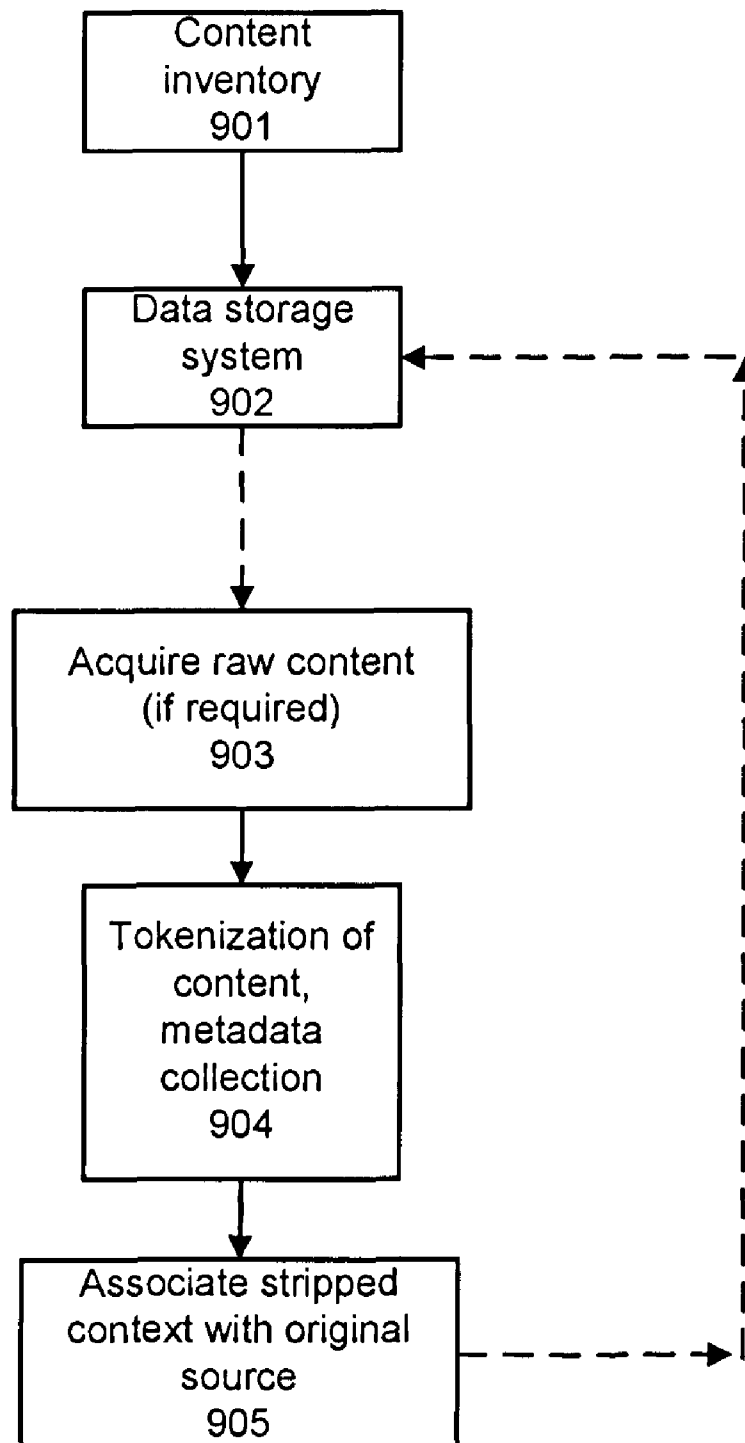 Content
inventory
901
Data storage
system
902
Acquire raw content
(if required)
903
Tokenization of
content,
metadata
collection
904
Associate stripped
context with original
source
905